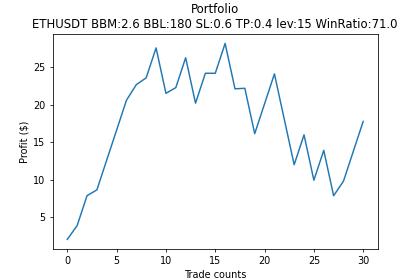 Portfolio
ETHUSDT BBM:2.6 BBL:180 SL:0.6 TP:0.4 lev:15 WinRatio:71.0
25
20
15
10
5
Profit ($)
0 5 10 15 20 25 30
Trade counts